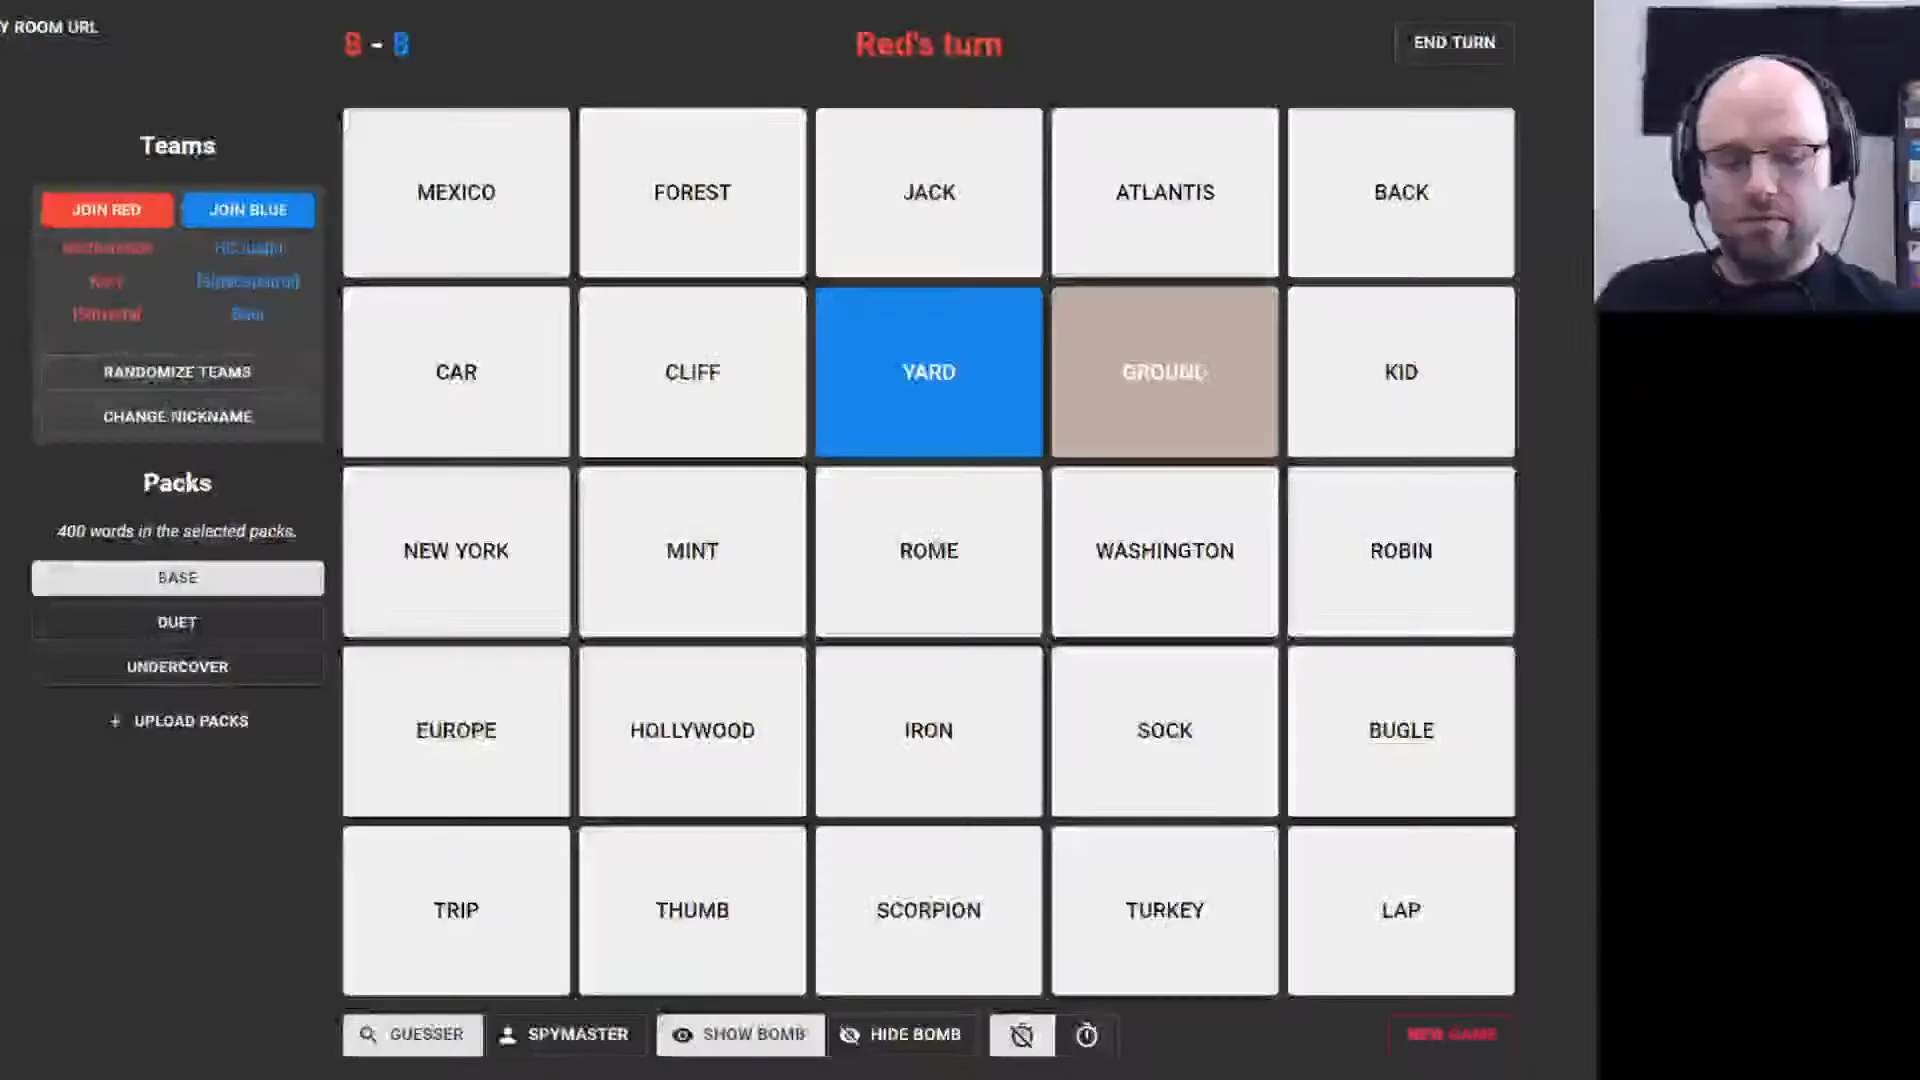 Y ROOM URL
8 - 8
Red's turn
END TURN
Teams
JOIN RED
JOIN BLUE
RANDOMIZE TEAMS
CHANGE NICKNAME
Packs
400 words in the selected packs.
BASE
DUET
UNDERCOVER
+ UPLOAD PACKS
MEXICO
FOREST
JACK
ATLANTIS
BACK
CAR
CLIFF
YARD
GROUND
KID
NEW YORK
MINT
ROME
WASHINGTON
ROBIN
EUROPE
HOLLYWOOD
IRON
SOCK
BUGLE
TRIP
THUMB
SCORPION
TURKEY
LAP
GUESSER
SPYMASTER
SHOW BOMB
HIDE BOMB
NEW GAME